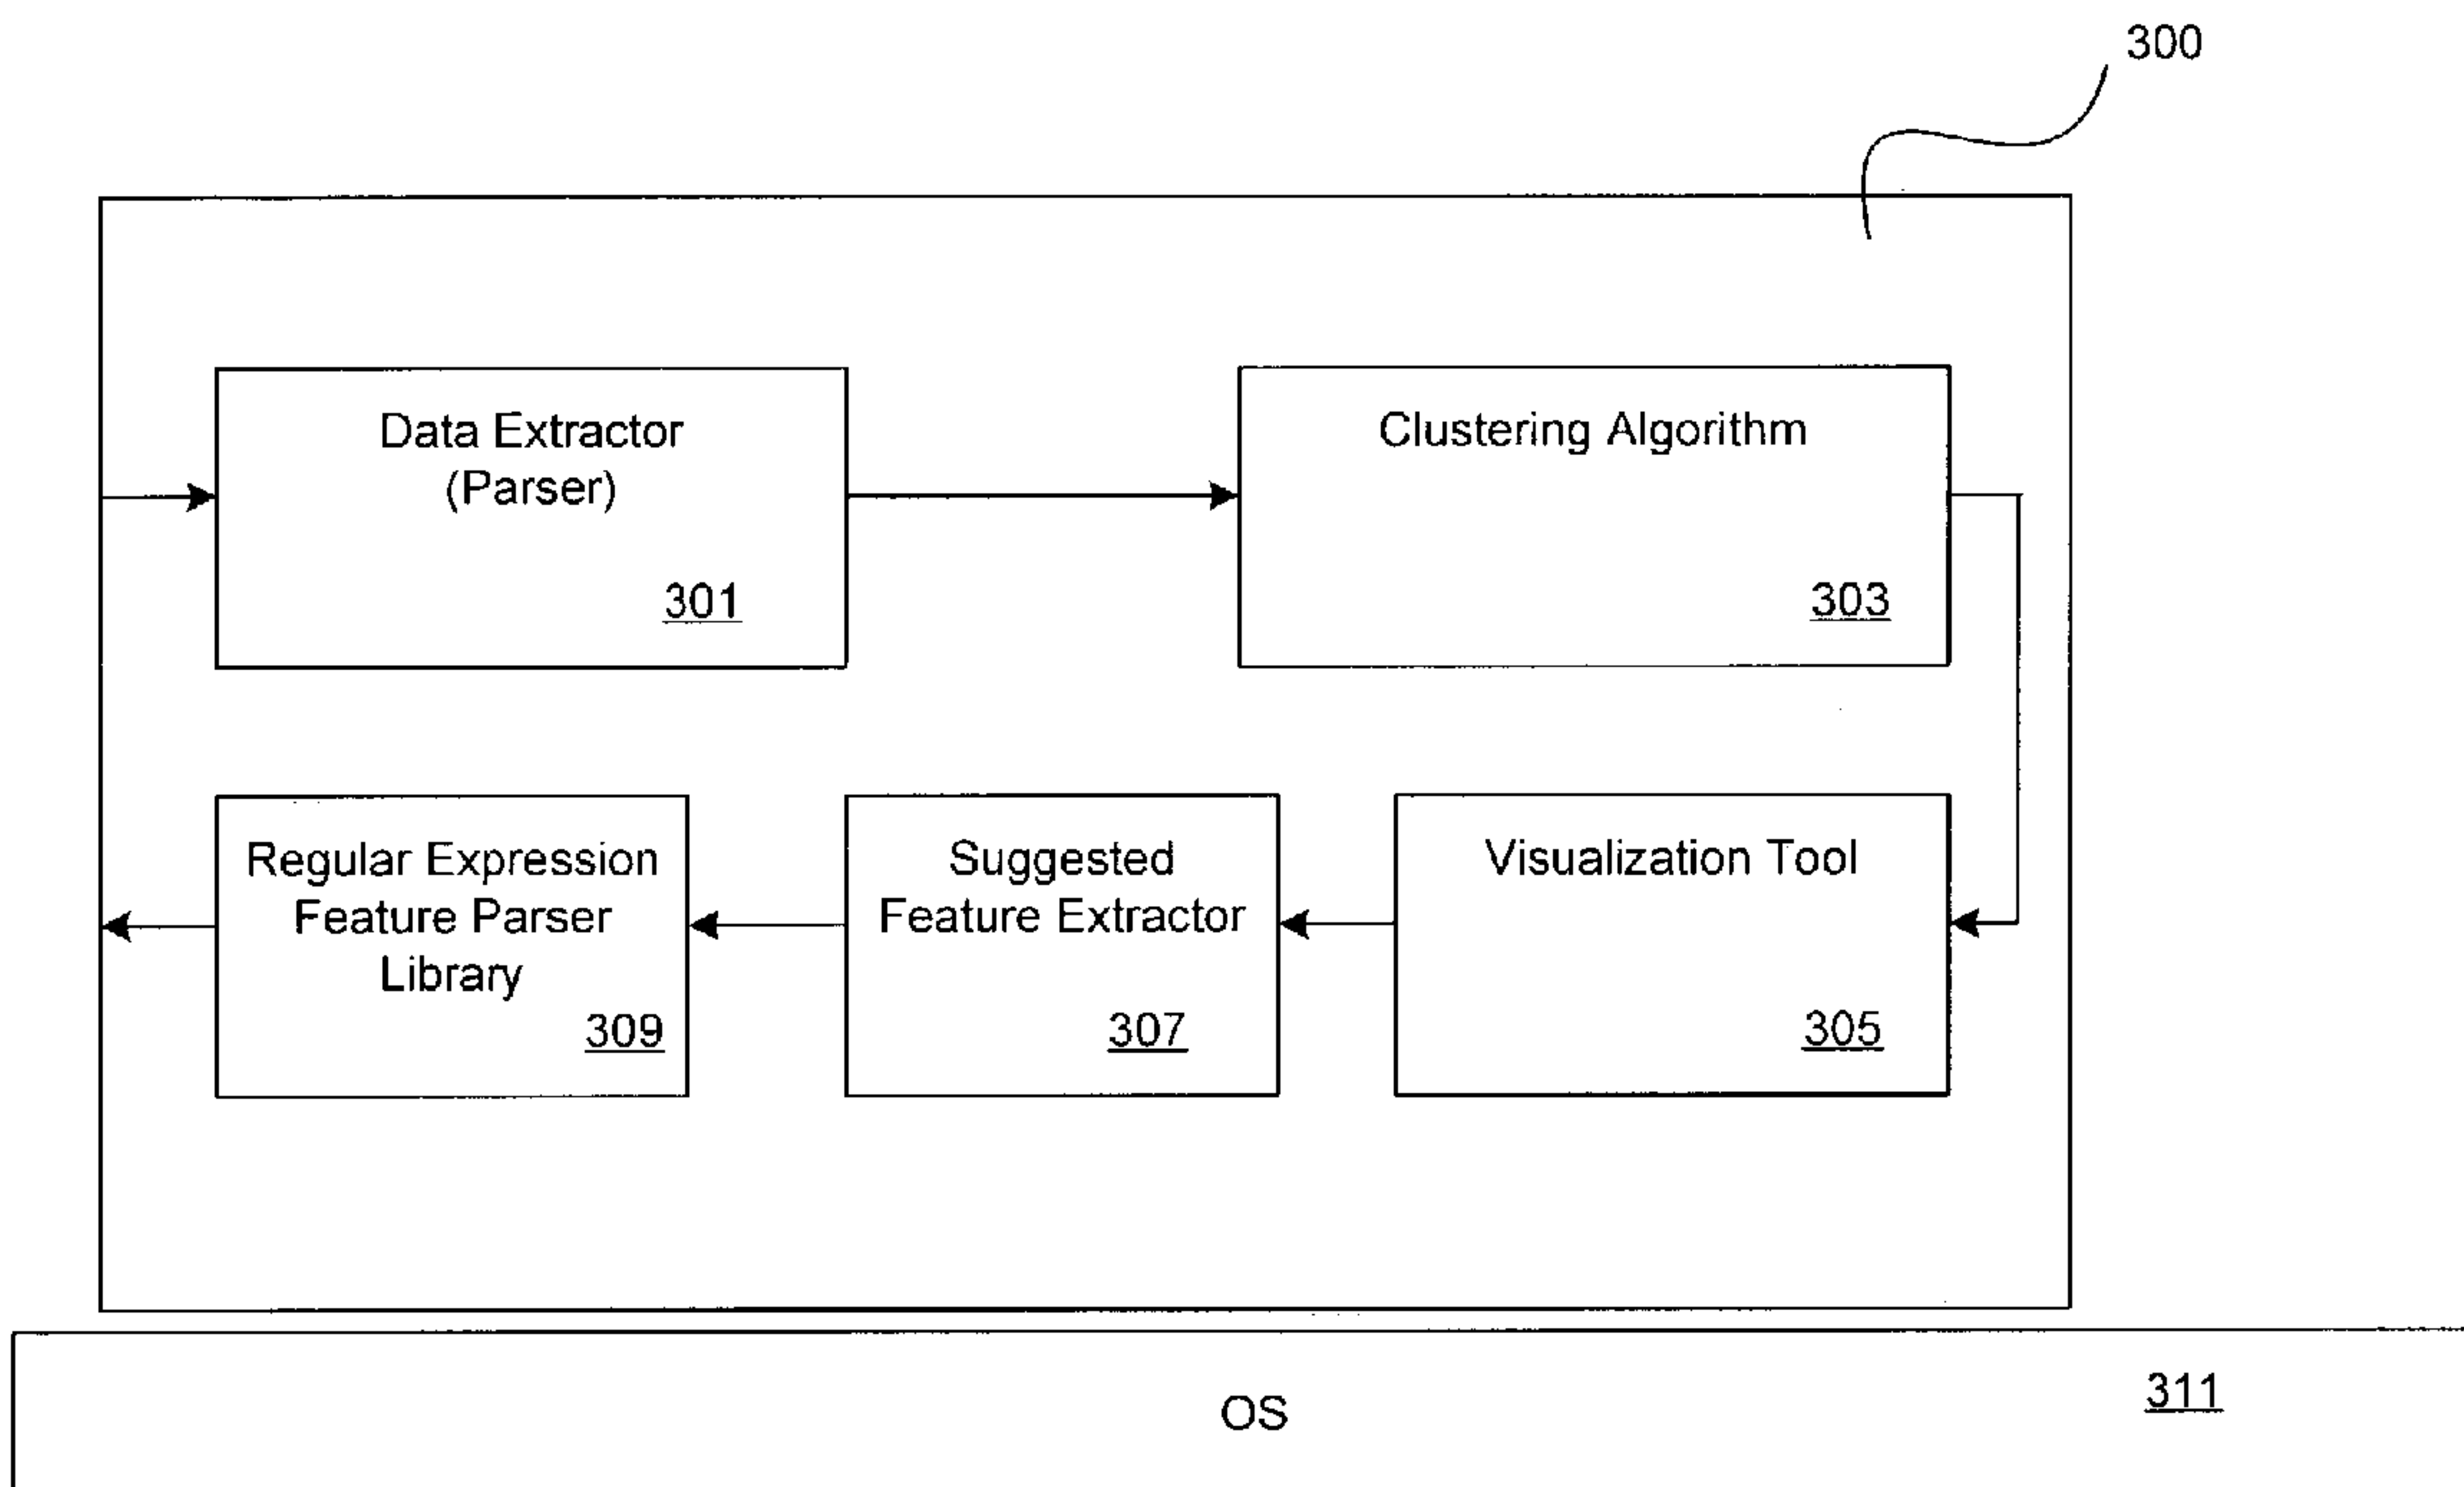 300
Data Extractor
(Parser)
301
Clustering Algorithm
303
Regular Expression
Feature Parser
Library
309
Suggested
Feature Extractor
307
Visualization Tool
305
OS
311